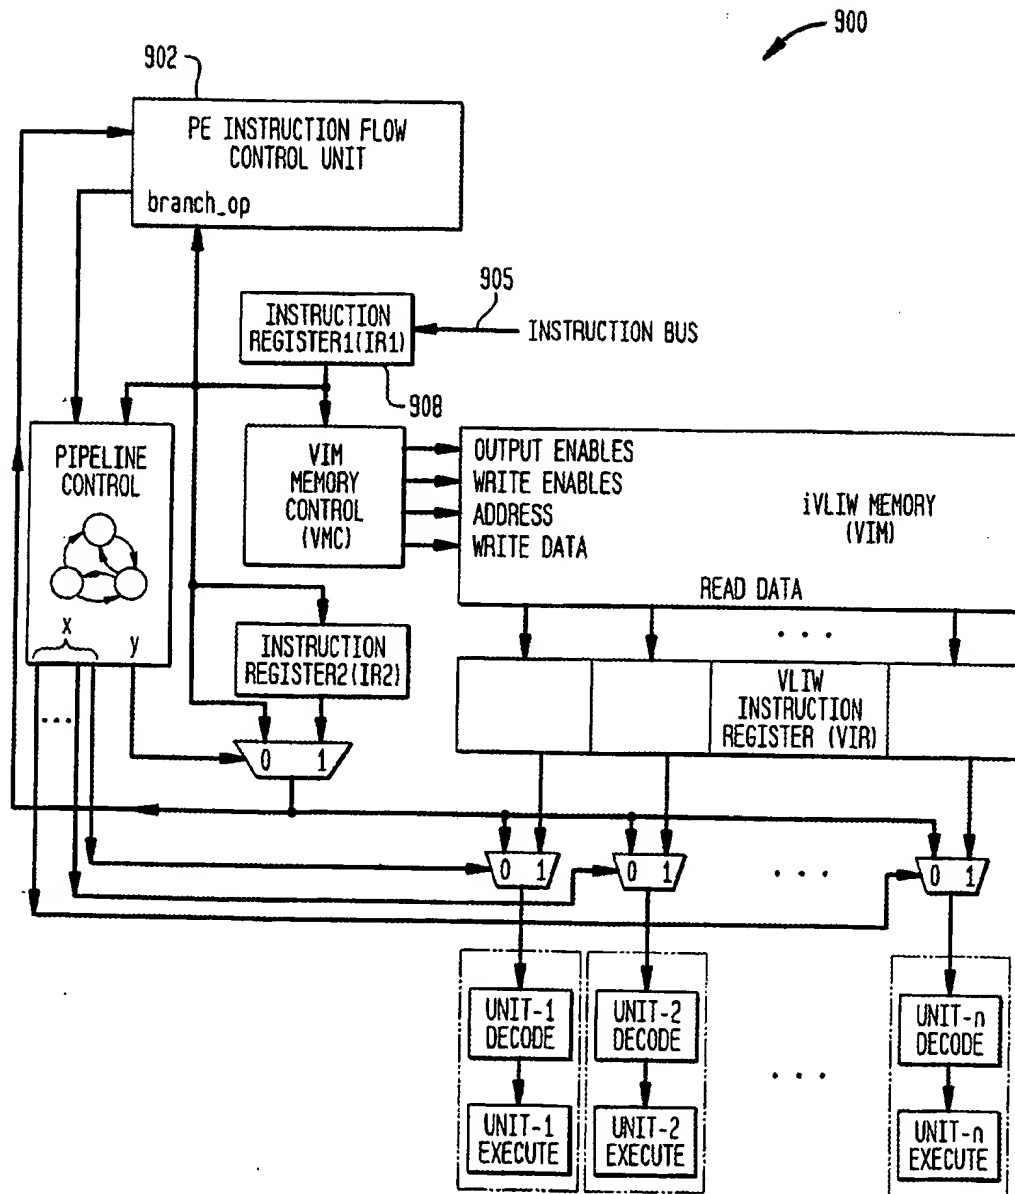 900
902
PE INSTRUCTION FLOW
CONTROL UNIT
branch_op
905
INSTRUCTION
REGISTER1(IR1)
INSTRUCTION BUS
908
PIPELINE
CONTROL
VIM
MEMORY
CONTROL
(VMC)
OUTPUT ENABLES
WRITE ENABLES
ADDRESS
WRITE DATA
iVLIW MEMORY
(VIM)
READ DATA
. . .
x
y
...
INSTRUCTION
REGISTER2(IR2)
VLIW
INSTRUCTION
REGISTER (VIR)
0 1
0 1
0 1
. . .
0 1
UNIT-1
DECODE
UNIT-2
DECODE
. . .
UNIT-n
DECODE
UNIT-1
EXECUTE
UNIT-2
EXECUTE
UNIT-n
EXECUTE